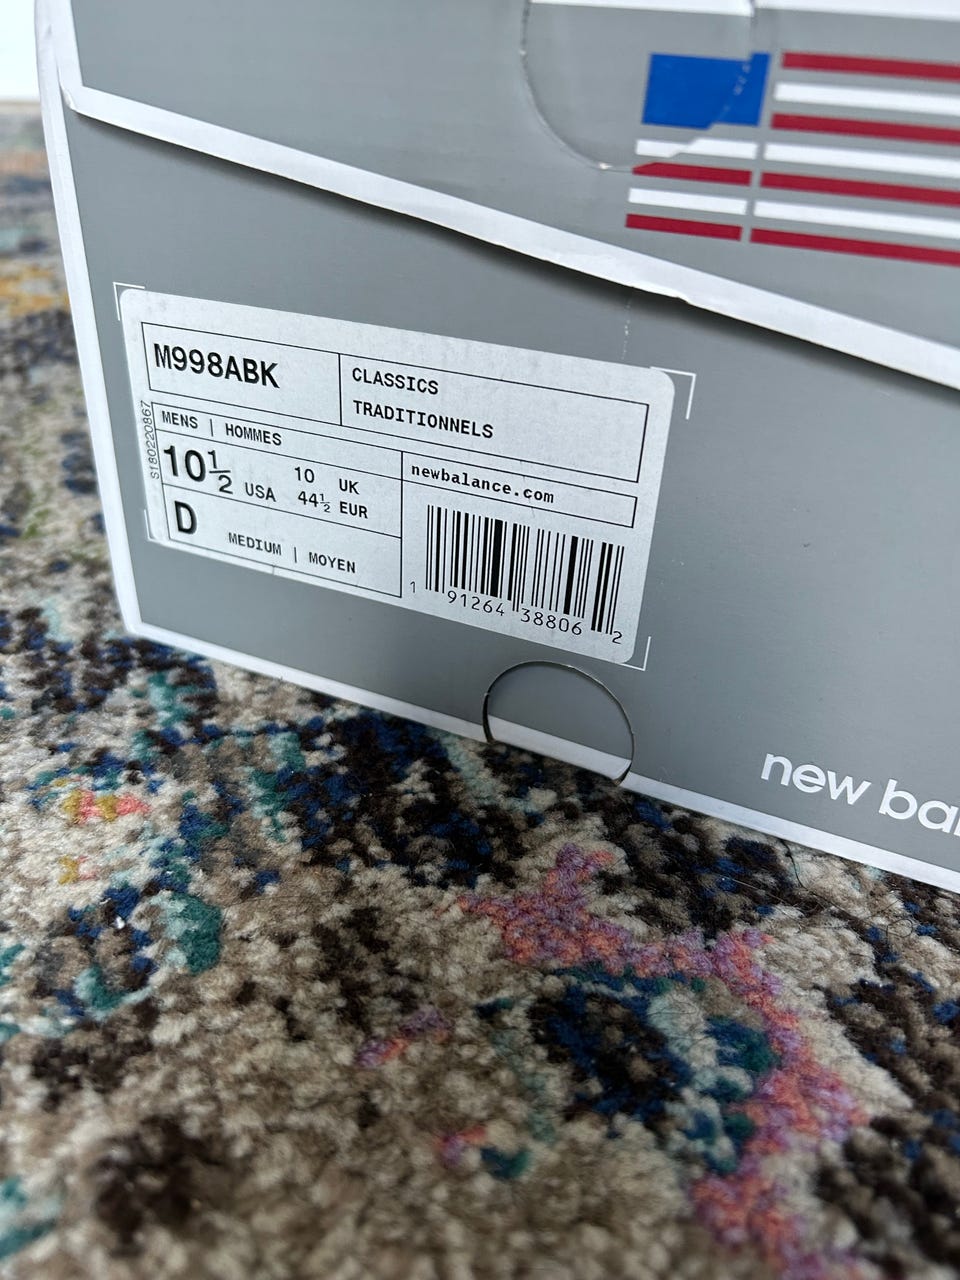 M998ABK
CLASSICS
TRADITIONNELS
MENS | HOMMES
10½ USA
10 UK
44½ EUR
D
MEDIUM | MOYEN
newbalance.com
1 91264 38806 2
S180220867
new bal